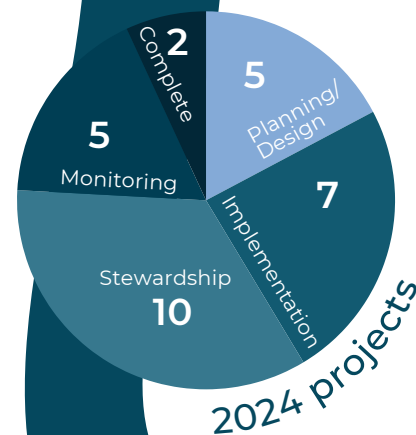 2
Complete
5
Planning/
Design
7
Implementation
10
Stewardship
5
Monitoring
2024 projects